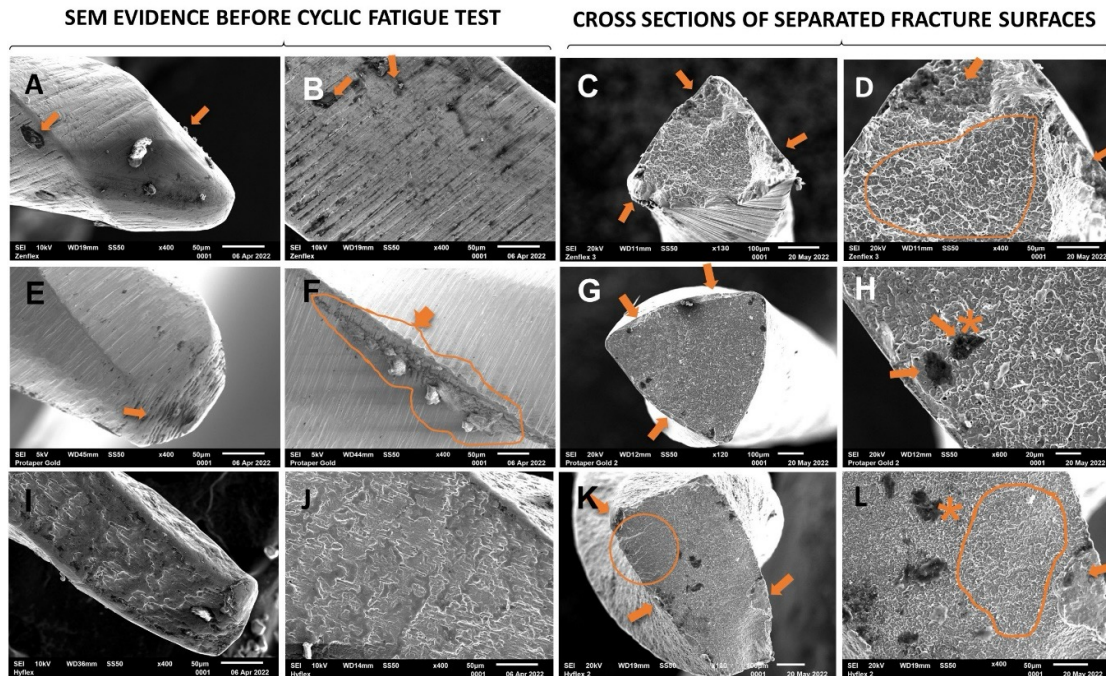 SEM EVIDENCE BEFORE CYCLIC FATIGUE TEST
CROSS SECTIONS OF SEPARATED FRACTURE SURFACES
A
SEI 10kV WD19mm SS50 x400 50µm
Zenflex 0001 06 Apr 2022
B
SEI 10kV WD19mm SS50 x400 50µm
Zenflex 0001 06 Apr 2022
C
SEI 20kV WD11mm SS50 x130 100µm
Zenflex 3 0001 20 May 2022
D
SEI 20kV WD11mm SS50 x400 50µm
Zenflex 3 0001 20 May 2022
E
SEI 5kV WD45mm SS50 x400 50µm
Protaper Gold 0001 06 Apr 2022
F
SEI 5kV WD44mm SS50 x400 50µm
Protaper Gold 0001 06 Apr 2022
G
SEI 20kV WD12mm SS50 x120 100µm
Protaper Gold 2 0001 20 May 2022
H
SEI 20kV WD12mm SS50 x600 20µm
Protaper Gold 2 0001 20 May 2022
I
SEI 10kV WD36mm SS50 x400 50µm
Hyflex 0001 06 Apr 2022
J
SEI 10kV WD14mm SS50 x400 50µm
Hyflex 0001 06 Apr 2022
K
SEI 20kV WD19mm SS50 100µm
Hyflex 2 0001 20 May 2022
L
SEI 20kV WD19mm SS50 x400 50µm
Hyflex 2 0001 20 May 2022